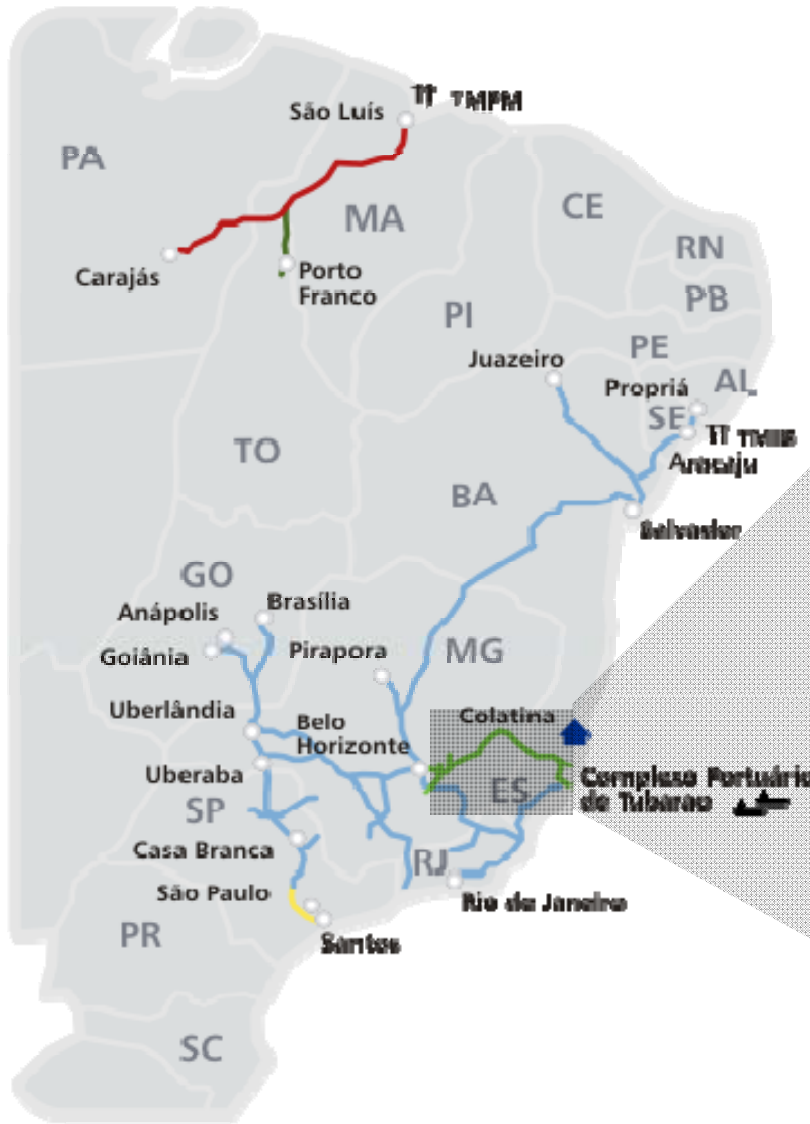 TMPM
São Luís
PA
MA
CE
RN
Carajás
Porto
Franco
PB
PI
PE
Juazeiro
AL
Propriá
SE
TMIB
Aracaju
TO
BA
Salvador
GO
Brasília
Anápolis
Goiânia
Pirapora
MG
Uberlândia
Belo
Horizonte
Colatina
Uberaba
Complexo Portuário
de Tubarao
ES
SP
Casa Branca
RJ
São Paulo
Rio de Janeiro
PR
Santos
SC